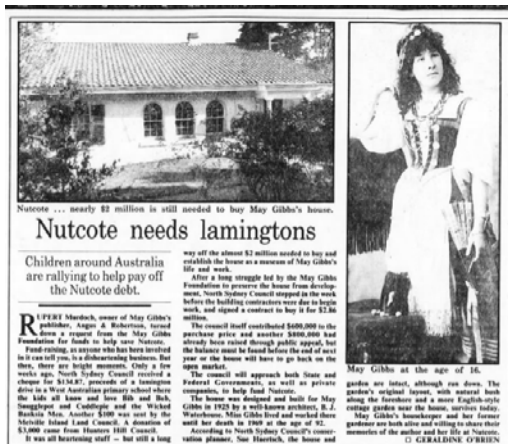 Nutcote ... nearly $2 million is still needed to buy May Gibbs's house.
Nutcote needs lamingtons
Children around Australia
are rallying to help pay off
the Nutcote debt.
RUPERT Murdoch, owner of May Gibbs's
publisher, Angus & Robertson, turned
down a request from the May Gibbs
Foundation for funds to help save Nutcote.
Fund-raising, as anyone who has been involved
in it can tell you, is a disheartening business. But
then, there are bright moments. Only a few
weeks ago, North Sydney Council received a
cheque for $134.87, proceeds of a lamington
drive in a West Australian primary school where
the kids all know and love Bib and Bub,
Snugglepot and Cuddlepie and the Wicked
Banksia Men. Another $100 was sent by the
Melville Island Land Council. A donation of
$3,000 came from Hunters Hill Council.
It was all heartening stuff — but still a long
way off the almost $2 million needed to buy and
establish the house as a museum of May Gibbs's
life and work.
After a long struggle led by the May Gibbs
Foundation to preserve the house from develop-
ment, North Sydney Council stepped in the week
before the building contractors were due to begin
work, and signed a contract to buy it for $2.86
million.
The council itself contributed $600,000 to the
purchase price and another $800,000 had
already been raised through public appeal, but
the balance must be found before the end of next
year or the house will have to go back on the
open market.
The council will approach both State and
Federal Governments, as well as private
companies, to help fund Nutcote.
The house was designed and built for May
Gibbs in 1925 by a well-known architect, B. J.
Waterhouse. Miss Gibbs lived and worked there
until her death in 1969 at the age of 92.
According to North Sydney Council's conser-
vation planner, Sue Haertsch, the house and
May Gibbs at the age of 16.
garden are intact, although run down. The
garden's original layout, with natural bush
along the foreshore and a more English-style
cottage garden near the house, survives today.
May Gibbs's housekeeper and her former
gardener are both alive and willing to share their
memories of the author and her life at Nutcote.
□ GERALDINE O'BRIEN